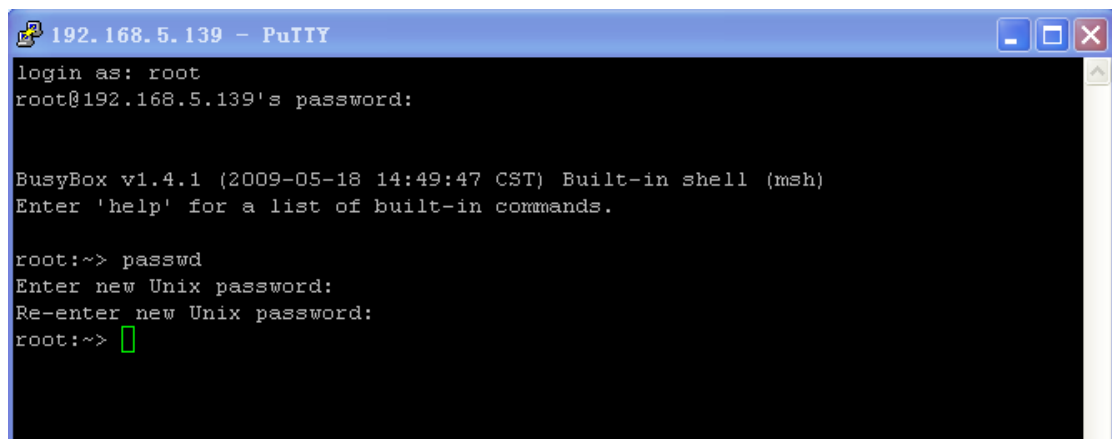 192.168.5.139 - PuTTY
login as: root
root@192.168.5.139's password:
BusyBox v1.4.1 (2009-05-18 14:49:47 CST) Built-in shell (msh)
Enter 'help' for a list of built-in commands.
root:~> passwd
Enter new Unix password:
Re-enter new Unix password:
root:~>